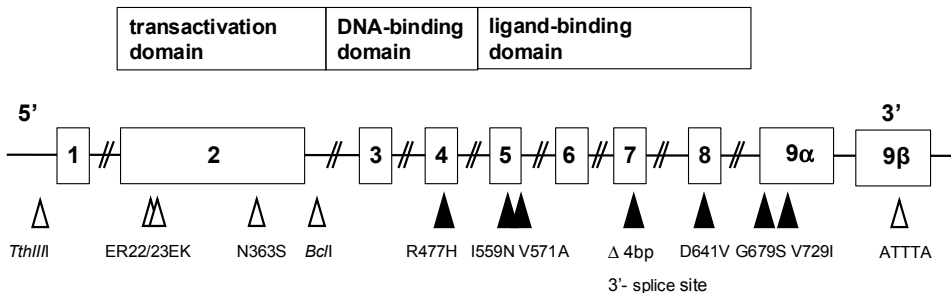 transactivation domain
DNA-binding domain
ligand-binding domain
5’ 3’
1 2 3 4 5 6 7 8 9α 9β
TthIIIl ER22/23EK N363S BclI R477H I559N V571A Δ 4bp D641V G679S V729I ATTTA
3’- splice site